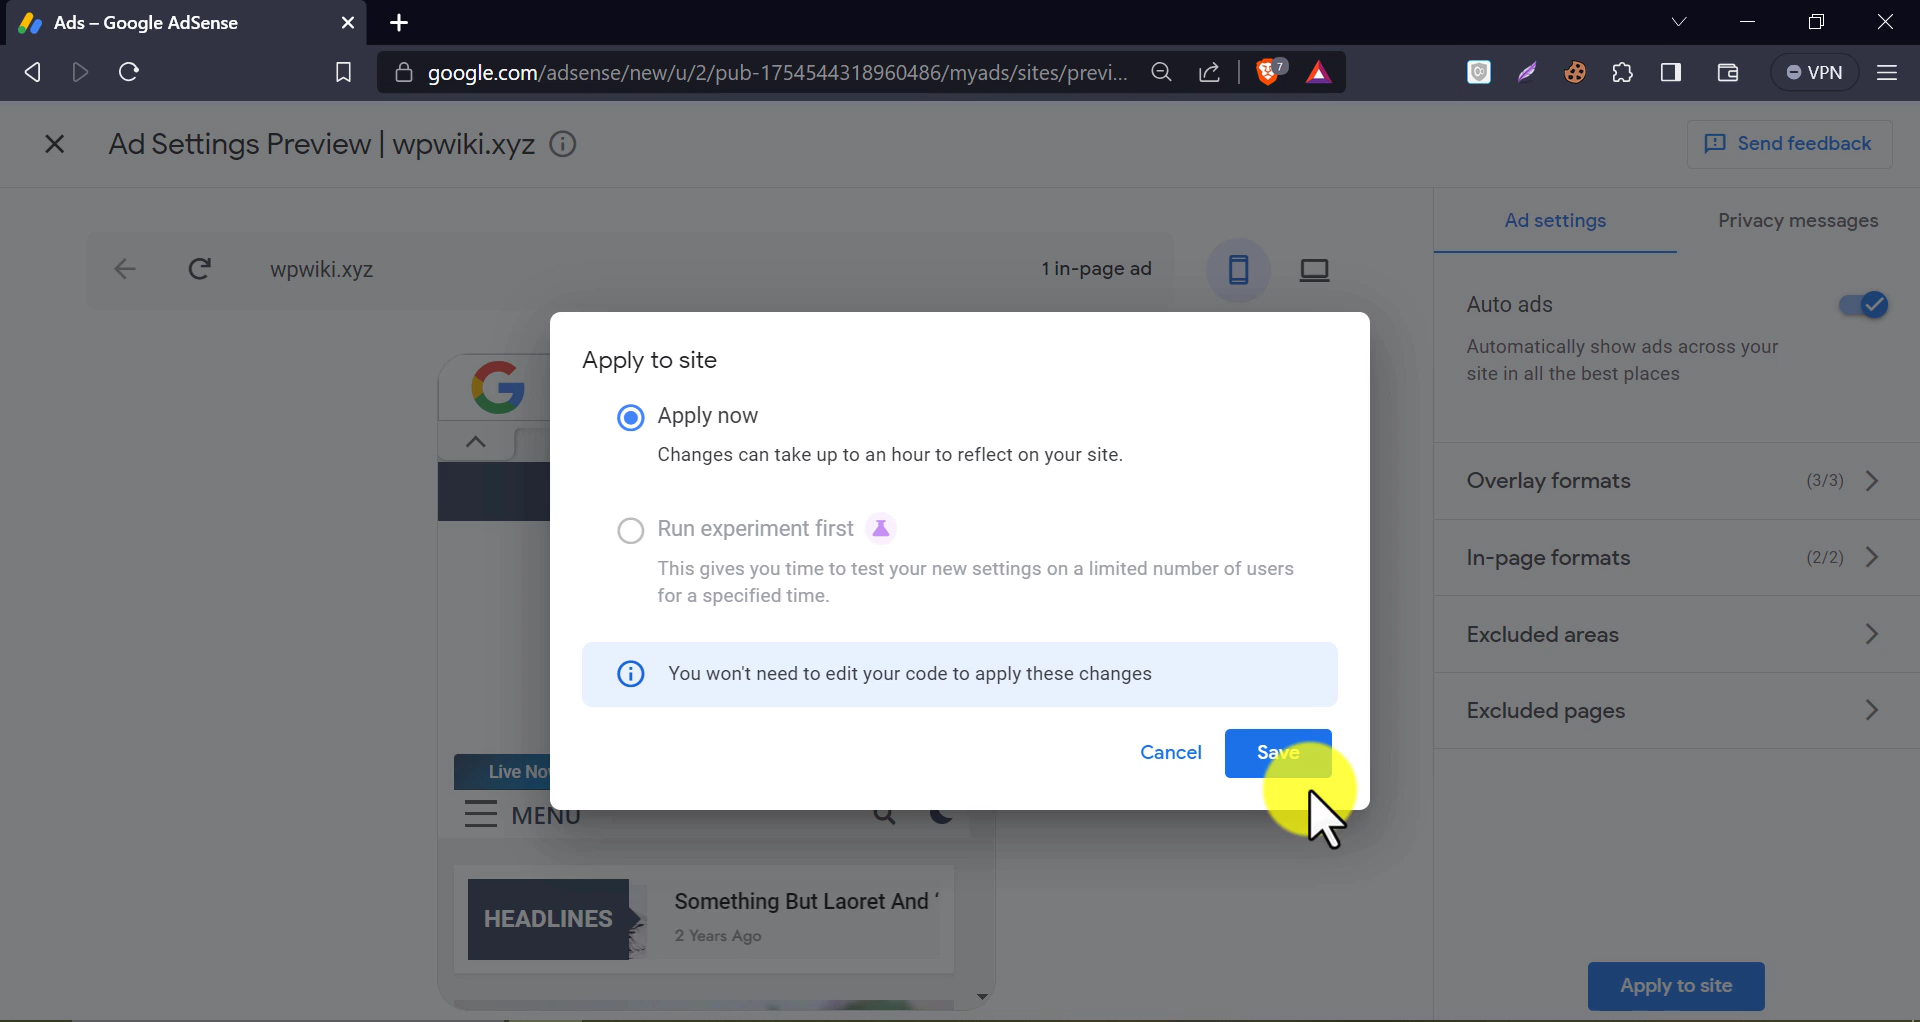 Ads – Google AdSense
google.com/adsense/new/u/2/pub-1754544318960486/myads/sites/previ...
7
VPN
Ad Settings Preview | wpwiki.xyz
Send feedback
Ad settings
Privacy messages
wpwiki.xyz
1 in-page ad
Auto ads
Automatically show ads across your
site in all the best places
Overlay formats (3/3)
In-page formats (2/2)
Excluded areas
Excluded pages
Apply to site
Apply to site
Apply now
Changes can take up to an hour to reflect on your site.
Run experiment first
This gives you time to test your new settings on a limited number of users
for a specified time.
You won't need to edit your code to apply these changes
Cancel
Save
G
Live No
MENU
HEADLINES
Something But Laoret And ‘
2 Years Ago